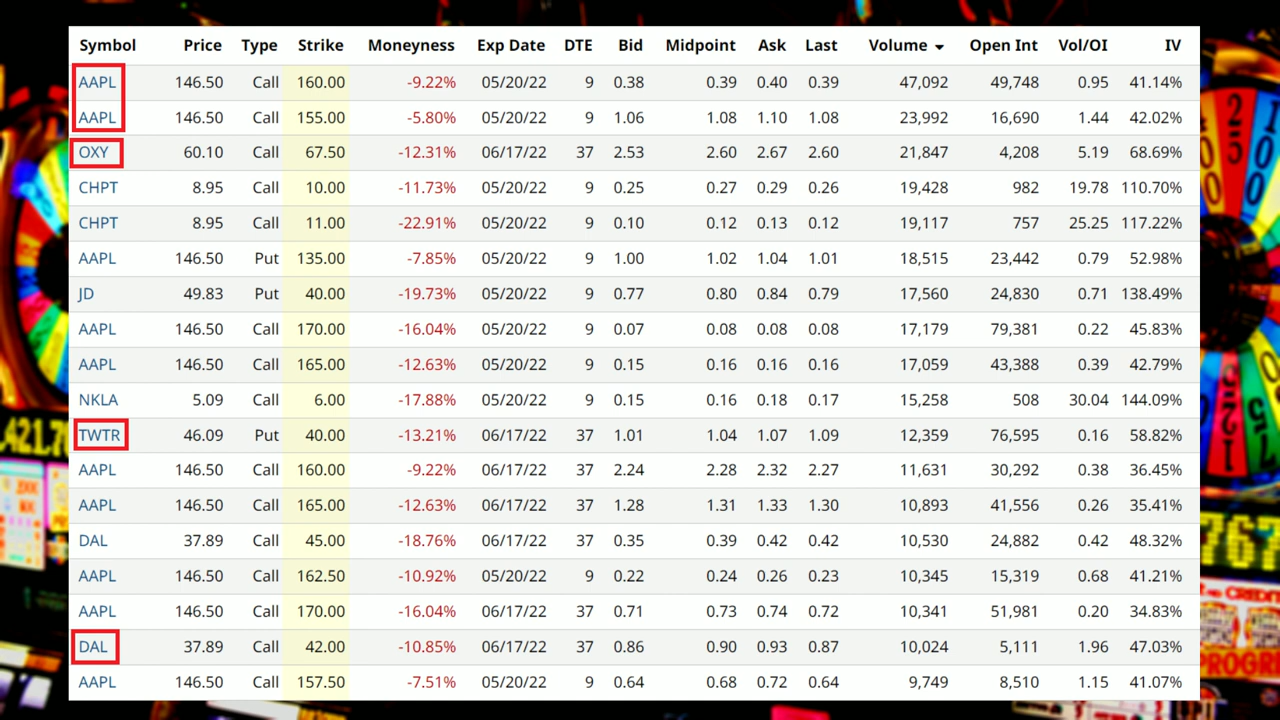 Symbol Price Type Strike Moneyness Exp Date DTE Bid Midpoint Ask Last Volume Open Int Vol/OI IV
AAPL 146.50 Call 160.00 -9.22% 05/20/22 9 0.38 0.39 0.40 0.39 47,092 49,748 0.95 41.14%
AAPL 146.50 Call 155.00 -5.80% 05/20/22 9 1.06 1.08 1.10 1.08 23,992 16,690 1.44 42.02%
OXY 60.10 Call 67.50 -12.31% 06/17/22 37 2.53 2.60 2.67 2.60 21,847 4,208 5.19 68.69%
CHPT 8.95 Call 10.00 -11.73% 05/20/22 9 0.25 0.27 0.29 0.26 19,428 982 19.78 110.70%
CHPT 8.95 Call 11.00 -22.91% 05/20/22 9 0.10 0.12 0.13 0.12 19,117 757 25.25 117.22%
AAPL 146.50 Put 135.00 -7.85% 05/20/22 9 1.00 1.02 1.04 1.01 18,515 23,442 0.79 52.98%
JD 49.83 Put 40.00 -19.73% 05/20/22 9 0.77 0.80 0.84 0.79 17,560 24,830 0.71 138.49%
AAPL 146.50 Call 170.00 -16.04% 05/20/22 9 0.07 0.08 0.08 0.08 17,179 79,381 0.22 45.83%
AAPL 146.50 Call 165.00 -12.63% 05/20/22 9 0.15 0.16 0.16 0.16 17,059 43,388 0.39 42.79%
NKLA 5.09 Call 6.00 -17.88% 05/20/22 9 0.15 0.16 0.18 0.17 15,258 508 30.04 144.09%
TWTR 46.09 Put 40.00 -13.21% 06/17/22 37 1.01 1.04 1.07 1.09 12,359 76,595 0.16 58.82%
AAPL 146.50 Call 160.00 -9.22% 06/17/22 37 2.24 2.28 2.32 2.27 11,631 30,292 0.38 36.45%
AAPL 146.50 Call 165.00 -12.63% 06/17/22 37 1.28 1.31 1.33 1.30 10,893 41,556 0.26 35.41%
DAL 37.89 Call 45.00 -18.76% 06/17/22 37 0.35 0.39 0.42 0.42 10,530 24,882 0.42 48.32%
AAPL 146.50 Call 162.50 -10.92% 05/20/22 9 0.22 0.24 0.26 0.23 10,345 15,319 0.68 41.21%
AAPL 146.50 Call 170.00 -16.04% 06/17/22 37 0.71 0.73 0.74 0.72 10,341 51,981 0.20 34.83%
DAL 37.89 Call 42.00 -10.85% 06/17/22 37 0.86 0.90 0.93 0.87 10,024 5,111 1.96 47.03%
AAPL 146.50 Call 157.50 -7.51% 05/20/22 9 0.64 0.68 0.72 0.64 9,749 8,510 1.15 41.07%
25
767